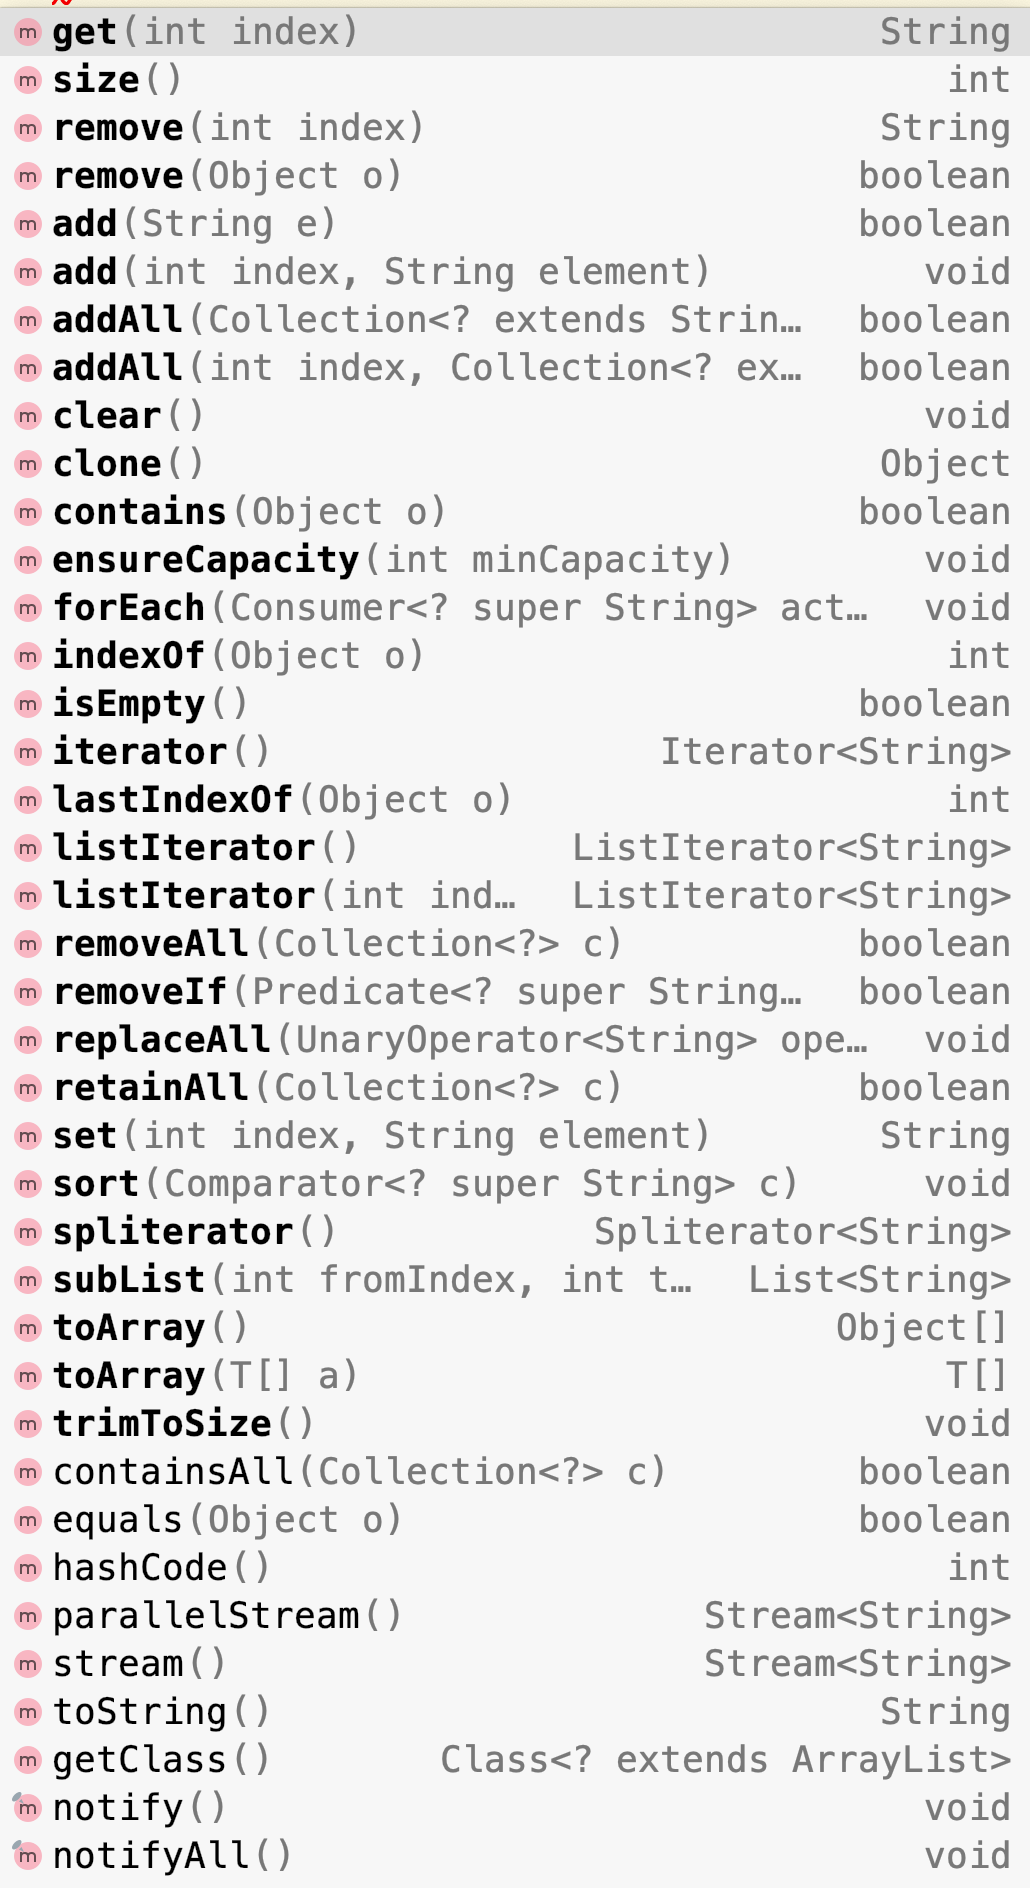 m get(int index) String
m size() int
m remove(int index) String
m remove(Object o) boolean
m add(String e) boolean
m add(int index, String element) void
m addAll(Collection<? extends Strin… boolean
m addAll(int index, Collection<? ex… boolean
m clear() void
m clone() Object
m contains(Object o) boolean
m ensureCapacity(int minCapacity) void
m forEach(Consumer<? super String> act… void
m indexOf(Object o) int
m isEmpty() boolean
m iterator() Iterator<String>
m lastIndexOf(Object o) int
m listIterator() ListIterator<String>
m listIterator(int ind… ListIterator<String>
m removeAll(Collection<?> c) boolean
m removeIf(Predicate<? super String… boolean
m replaceAll(UnaryOperator<String> ope… void
m retainAll(Collection<?> c) boolean
m set(int index, String element) String
m sort(Comparator<? super String> c) void
m spliterator() Spliterator<String>
m subList(int fromIndex, int t… List<String>
m toArray() Object[]
m toArray(T[] a) T[]
m trimToSize() void
m containsAll(Collection<?> c) boolean
m equals(Object o) boolean
m hashCode() int
m parallelStream() Stream<String>
m stream() Stream<String>
m toString() String
m getClass() Class<? extends ArrayList>
m notify() void
m notifyAll() void